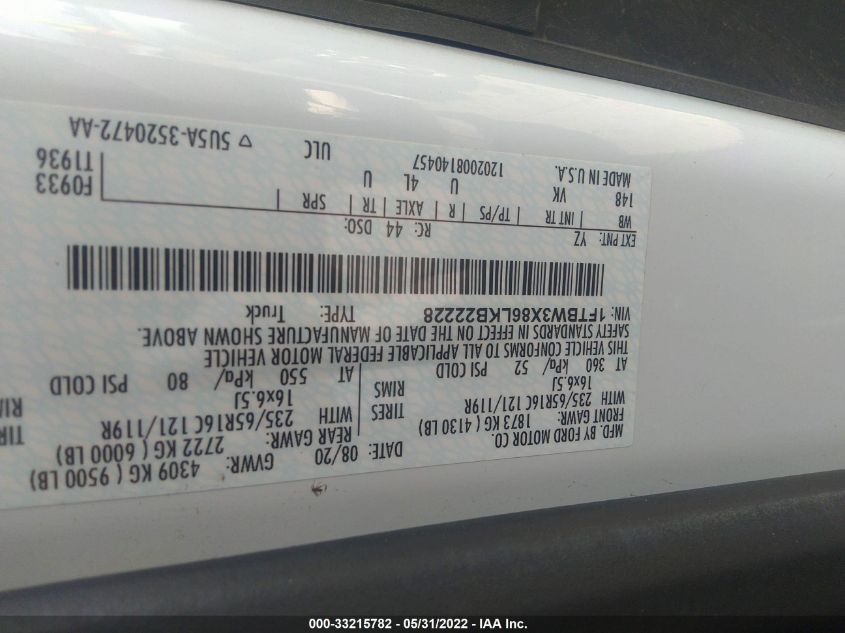 MFD. BY FORD MOTOR CO.
DATE: 08/20 GVWR: 4309 KG ( 9500 LB)
FRONT GAWR: 1873 KG ( 4130 LB)
REAR GAWR: 2722 KG ( 6000 LB)
WITH 235/65R16C 121/119R TIRES
WITH 235/65R16C 121/119R TIR
16x6.5J RIMS
16x6.5J RIM
AT 360 kPa/ 52 PSI COLD
AT 550 kPa/ 80 PSI COLD
THIS VEHICLE CONFORMS TO ALL APPLICABLE FEDERAL MOTOR VEHICLE
SAFETY STANDARDS IN EFFECT ON THE DATE OF MANUFACTURE SHOWN ABOVE.
VIN: 1FTBW3X86LKB22228 TYPE: Truck
EXT PNT: YZ RC: 44 DSO:
WB INT TR TP/PS R AXLE TR SPR
148 VK U 4L U
F0933
T1936
MADE IN U.S.A. 1202008140457 ULC
5U5A-3520472-AA
000-33215782 - 05/31/2022 - IAA Inc.